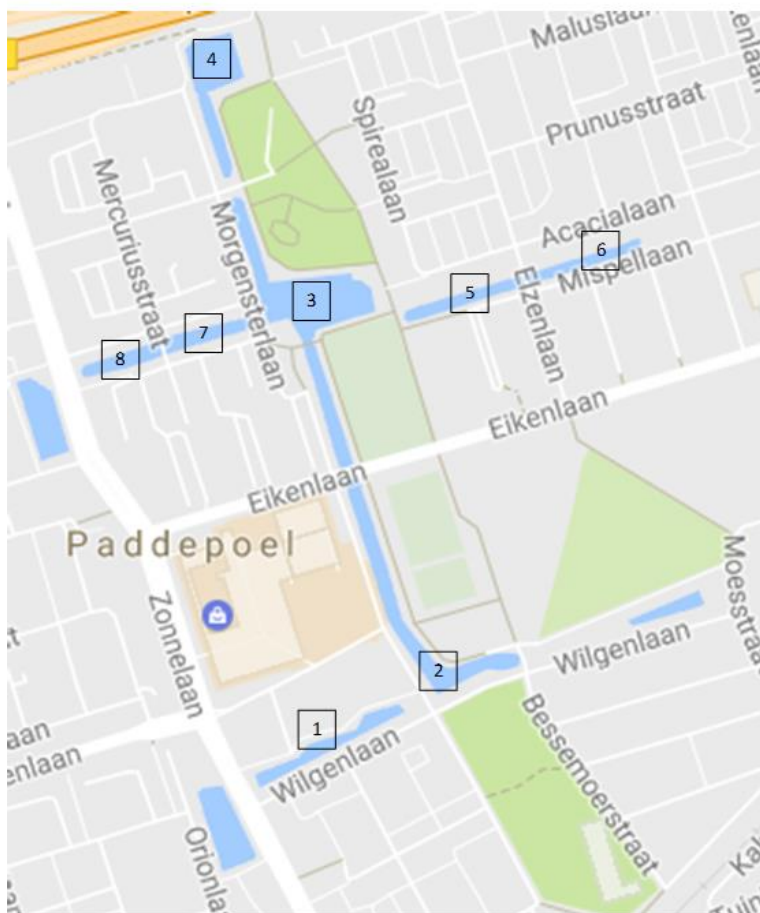 4
Maluslaan
Spirealaan
Prunusstraat
Mercuriusstraat
Morgensterlaan
Acacialaan
6
Mispellaan
5
3
Elzenlaan
7
8
Eikenlaan
Eikenlaan
Paddepoel
Moesstraat
Zonnelaan
2
Wilgenlaan
1
Wilgenlaan
Bessemoerstraat